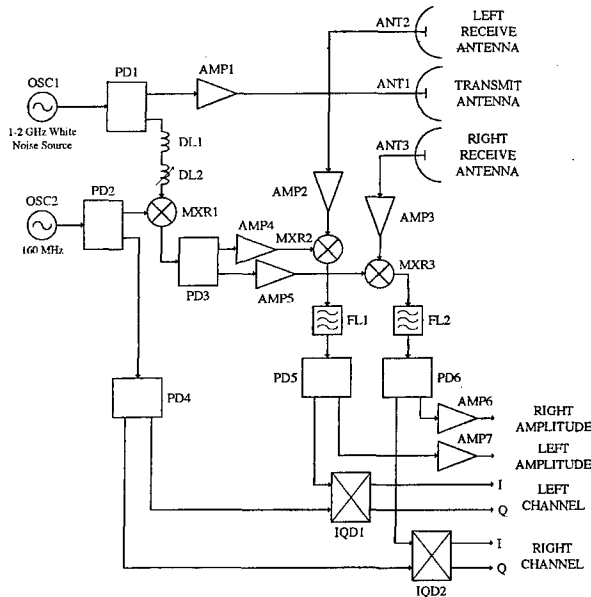 ANT2
LEFT
RECEIVE
ANTENNA
OSC1
PD1
AMP1
ANT1
TRANSMIT
ANTENNA
1-2 GHz White
Noise Source
DL1
ANT3
RIGHT
RECEIVE
ANTENNA
DL2
OSC2
PD2
MXR1
AMP2
AMP3
160 MHz
AMP4
MXR2
MXR3
PD3
AMP5
FL1
FL2
PD5
PD6
PD4
AMP6
RIGHT
AMPLITUDE
AMP7
LEFT
AMPLITUDE
I
LEFT
CHANNEL
Q
IQD1
I
RIGHT
CHANNEL
Q
IQD2